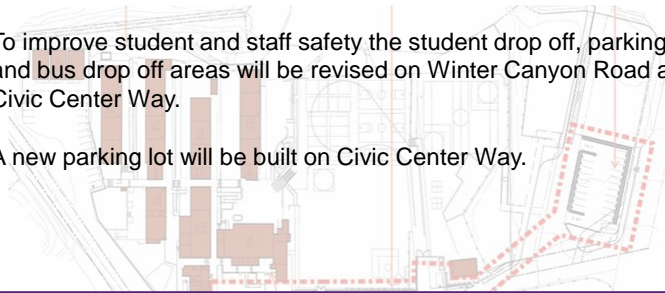 To improve student and staff safety the student drop off, parking
and bus drop off areas will be revised on Winter Canyon Road
Civic Center Way.
A new parking lot will be built on Civic Center Way.